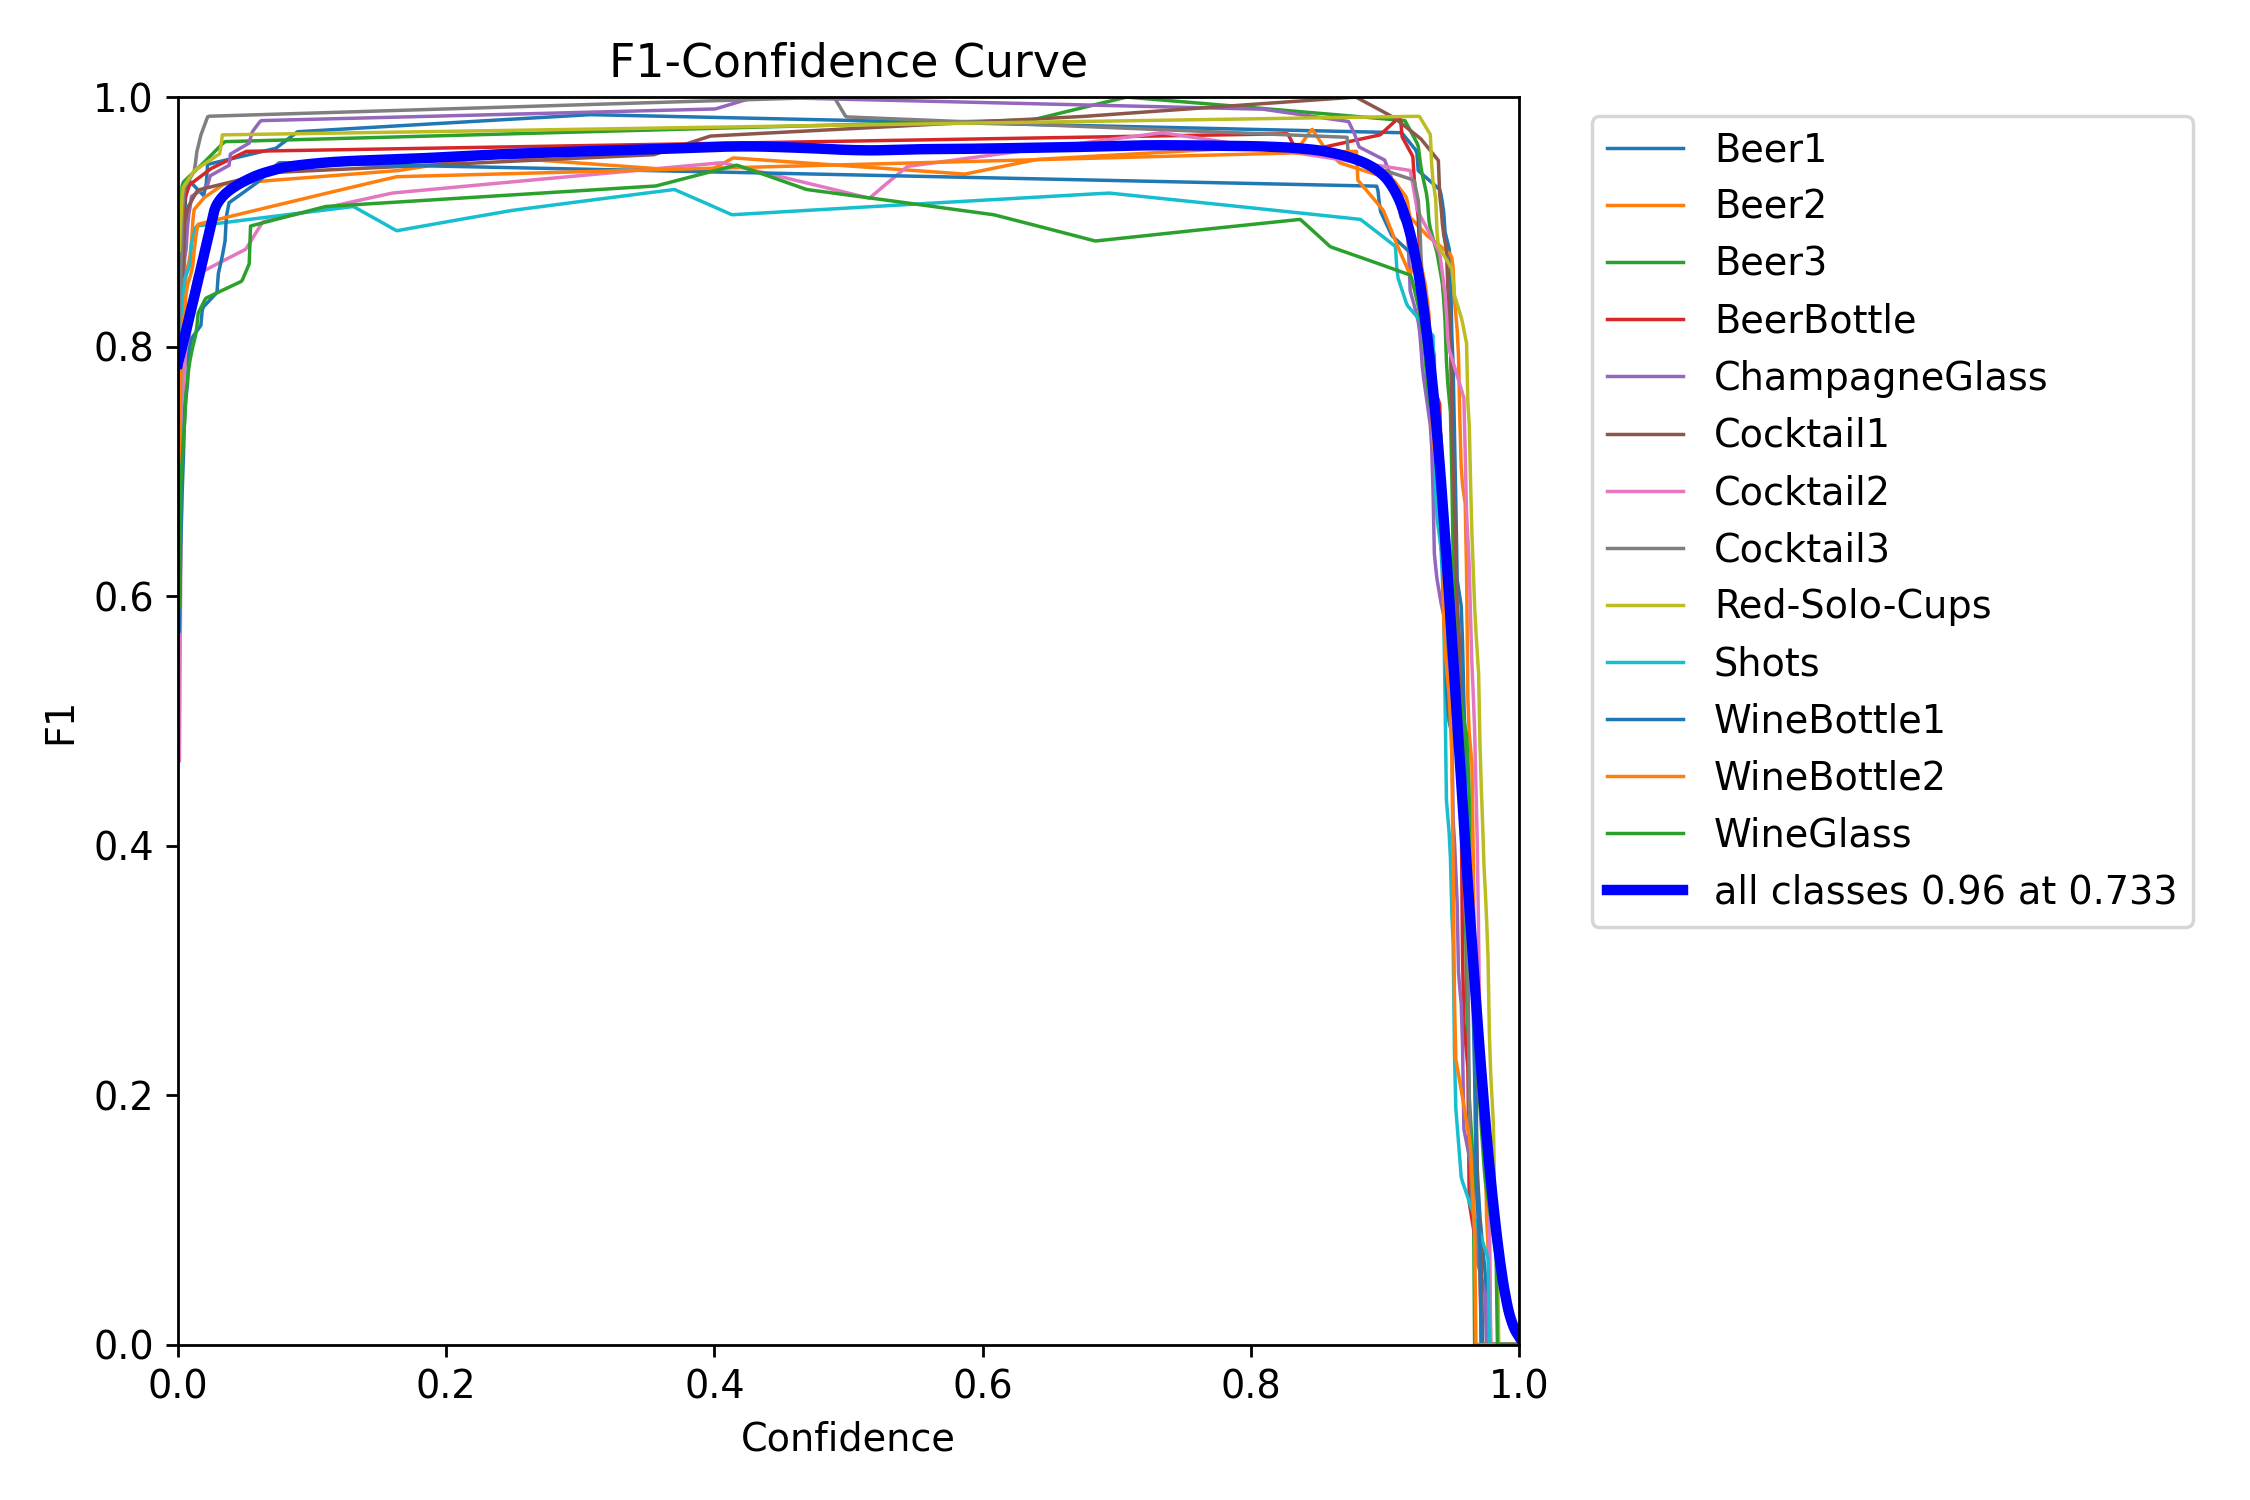 F1-Confidence Curve
1.0
0.8
0.6
0.4
0.2
0.0
F1
0.0 0.2 0.4 0.6 0.8 1.0
Confidence
Beer1
Beer2
Beer3
BeerBottle
ChampagneGlass
Cocktail1
Cocktail2
Cocktail3
Red-Solo-Cups
Shots
WineBottle1
WineBottle2
WineGlass
all classes 0.96 at 0.733